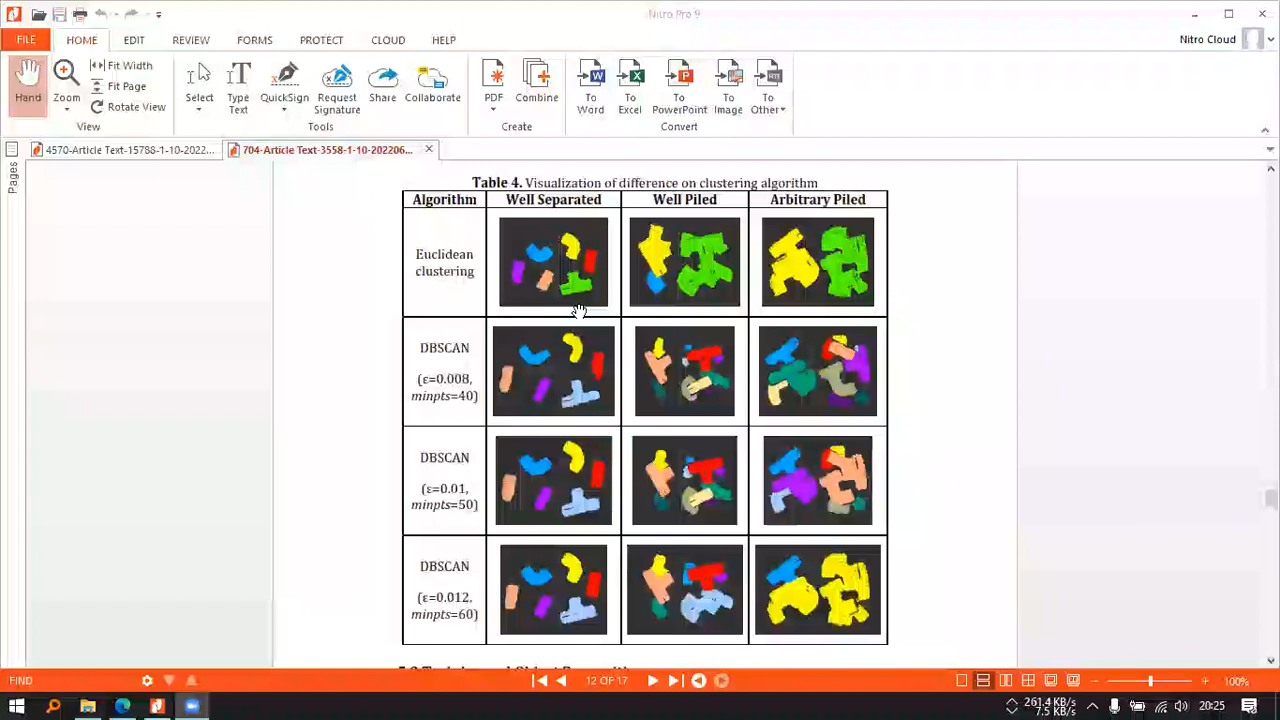 Nitro Pro 9
FILE HOME EDIT REVIEW FORMS PROTECT CLOUD HELP Nitro Cloud
Hand
Zoom
Fit Width
Fit Page
Rotate View
View
Select
Type
Text
QuickSign
Request
Signature
Share
Collaborate
Tools
PDF
Combine
Create
To
Word
To
Excel
To
PowerPoint
To
Image
To
Other
Convert
4570-Article Text-15788-1-10-2022... 704-Article Text-3558-1-10-202206...
Pages
Table 4. Visualization of difference on clustering algorithm
Algorithm Well Separated Well Piled Arbitrary Piled
Euclidean
clustering
DBSCAN
(ε=0.008,
minpts=40)
DBSCAN
(ε=0.01,
minpts=50)
DBSCAN
(ε=0.012,
minpts=60)
FIND 12 OF 17 100%
261.4 KB/s
7.5 KB/s
20:25